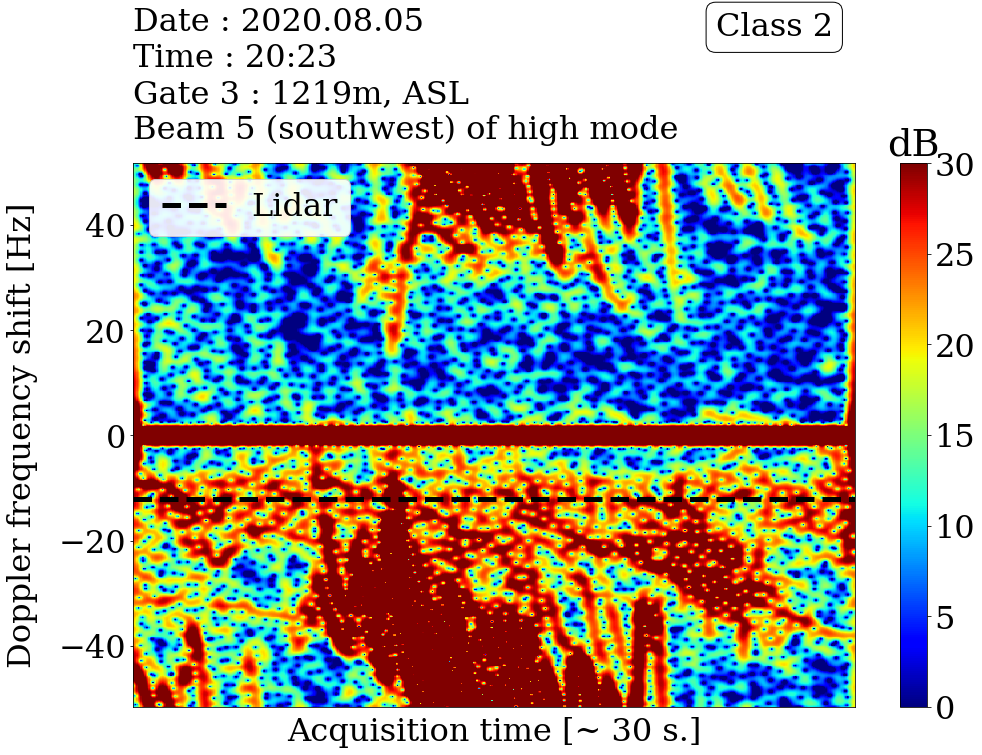 Date : 2020.08.05
Time : 20:23
Gate 3 : 1219m, ASL
Beam 5 (southwest) of high mode
Class 2
dB
Lidar
Doppler frequency shift [Hz]
40
20
0
−20
−40
30
25
20
15
10
5
0
Acquisition time [~ 30 s.]